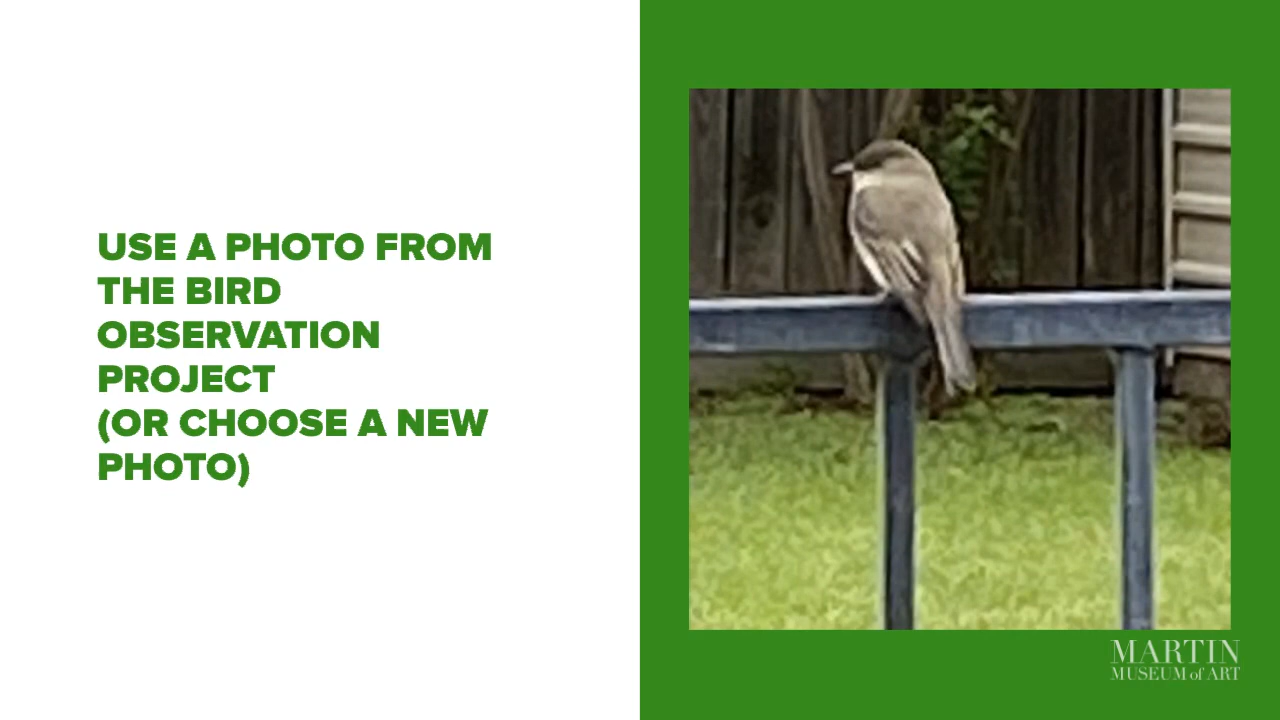 USE A PHOTO FROM
THE BIRD
OBSERVATION
PROJECT
(OR CHOOSE A NEW
PHOTO)
MARTIN
MUSEUM of ART